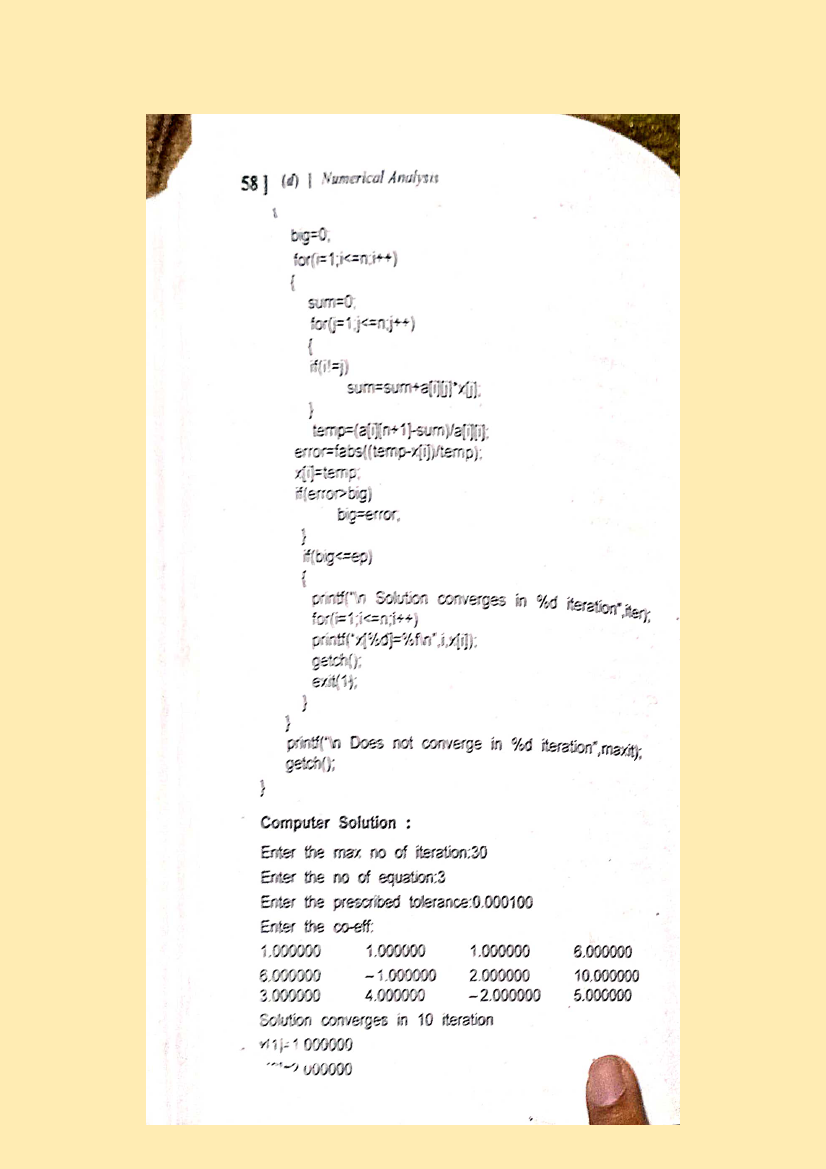 58] (d) | Numerical Analysis
{
big=0;
for(i=1;i<=n;i++)
{
sum=0;
for(j=1;j<=n;j++)
{
if(i!=j)
sum=sum+a[i][j]*x[j];
}
temp=(a[i][n+1]-sum)/a[i][i];
error=fabs((temp-x[i])/temp);
x[i]=temp;
if(error>big)
big=error;
}
if(big<=ep)
{
printf("\n Solution converges in %d iteration",iter);
for(i=1;i<=n;i++)
printf("x[%d]=%f\n",i,x[i]);
getch();
exit(1);
}
}
printf("\n Does not converge in %d iteration",maxit);
getch();
}
Computer Solution :
Enter the max no of iteration:30
Enter the no of equation:3
Enter the prescribed tolerance:0.000100
Enter the co-eff:
1.000000 1.000000 1.000000 6.000000
6.000000 –1.000000 2.000000 10.000000
3.000000 4.000000 –2.000000 5.000000
Solution converges in 10 iteration
x[1]=1.000000
000000